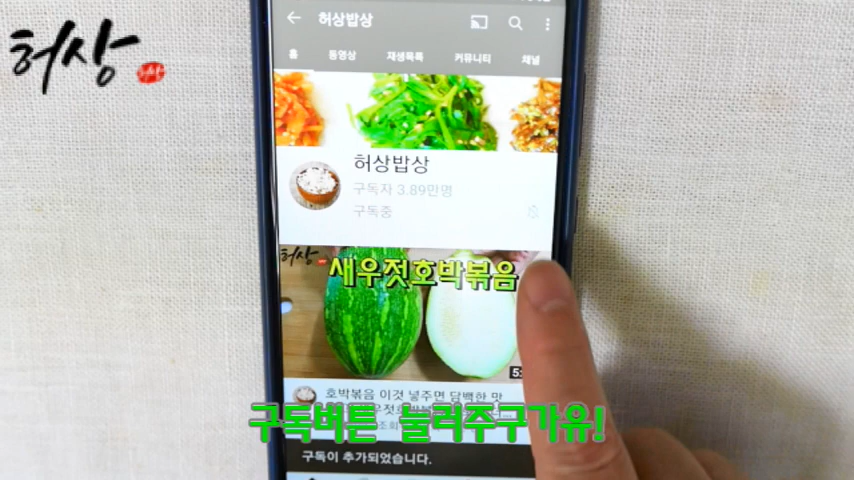 허상
허상
허상밥상
홈 동영상 재생목록 커뮤니티 채널
허상밥상
구독자 3.89만명
구독중
허상
새우젓호박볶음
5:
호박볶음 이것 넣주면 담백한 맛
구독버튼 눌러주구가유!
구독이 추가되었습니다.